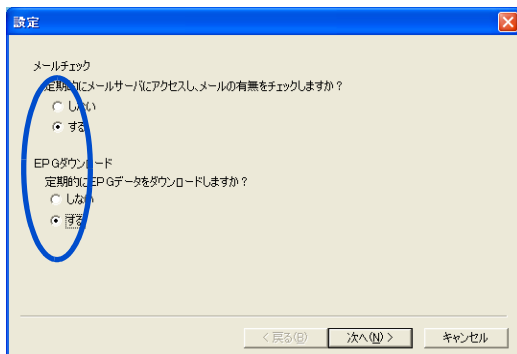 設定
メールチェック
定期的にメールサーバにアクセスし、メールの有無をチェックしますか？
しない
する
EPGダウンロード
定期的にEPGデータをダウンロードしますか？
しない
する
< 戻る(B)
次へ(N) >
キャンセル